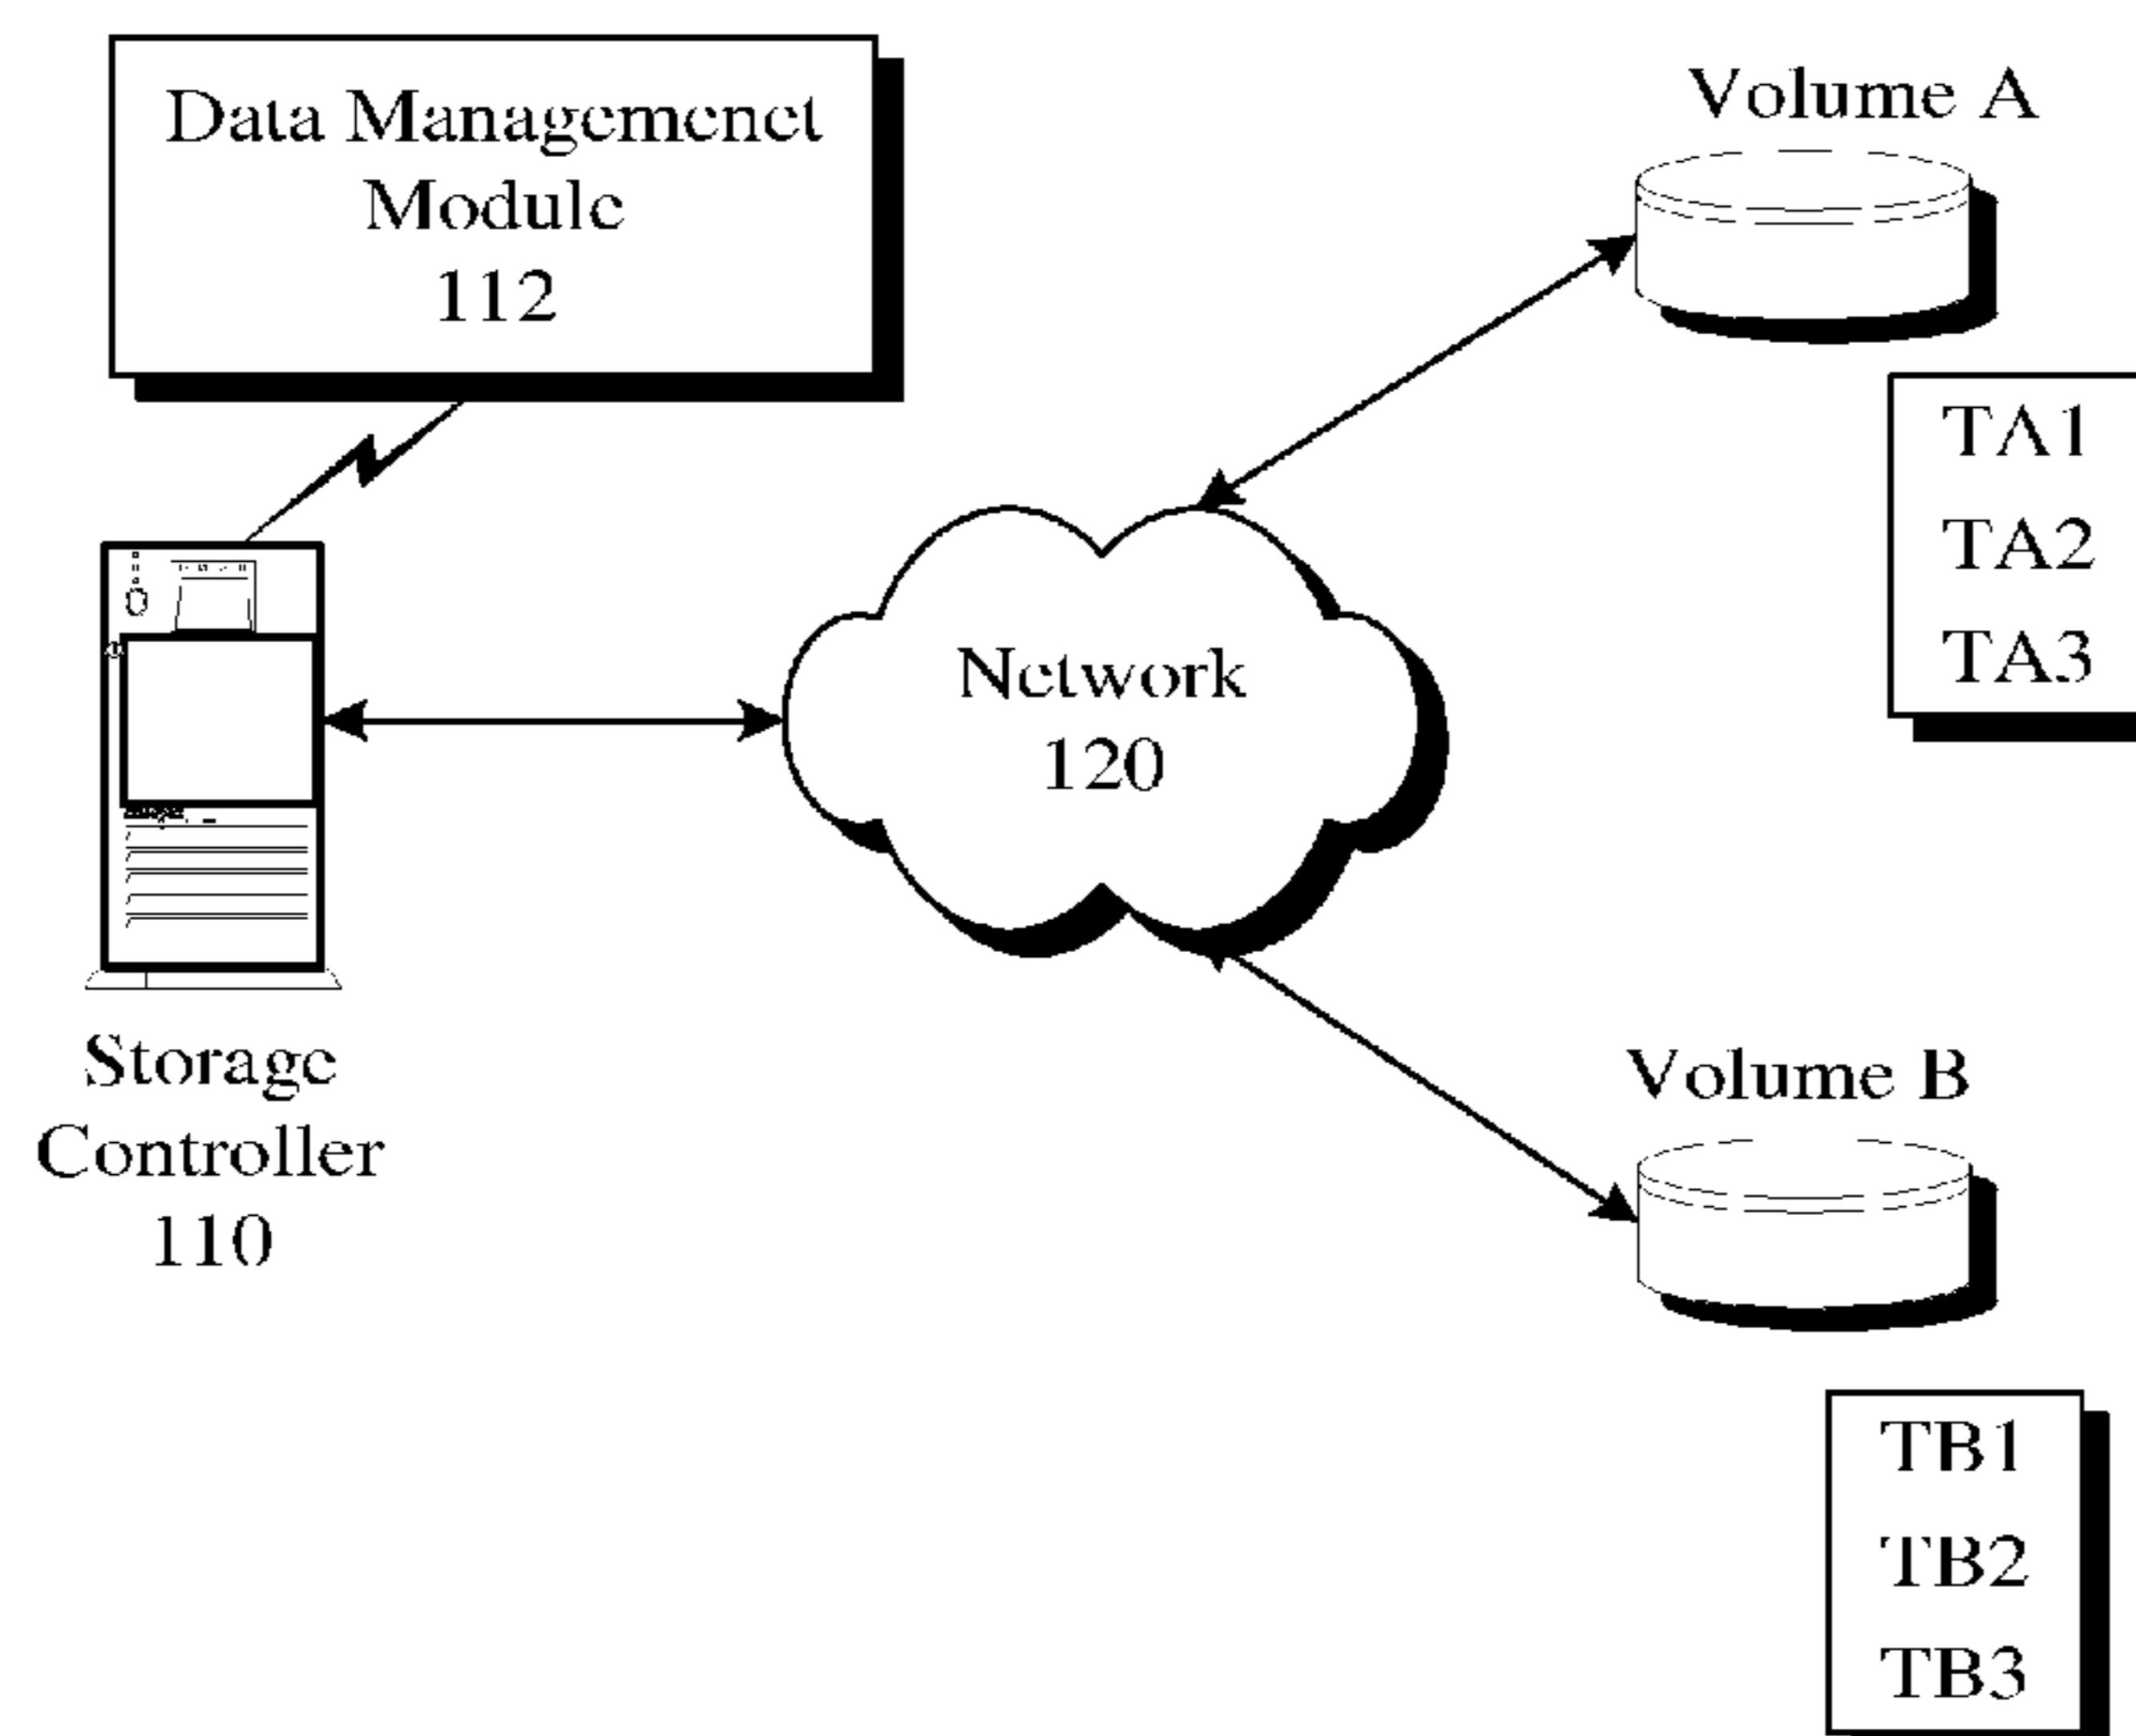 Data Managemenet
Module
112
Volume A
TA1
TA2
TA3
Network
120
Storage
Controller
110
Volume B
TB1
TB2
TB3